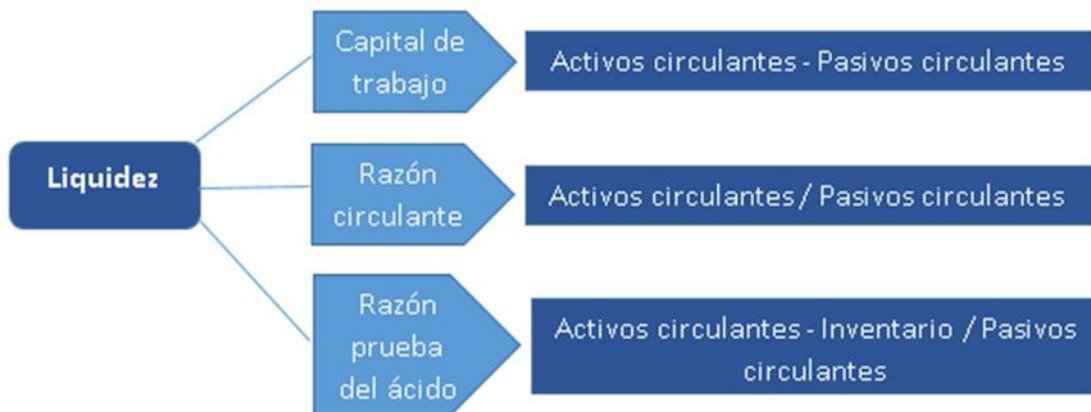 Liquidez
Capital de
trabajo
Activos circulantes - Pasivos circulantes
Razón
circulante
Activos circulantes / Pasivos circulantes
Razón
prueba
del ácido
Activos circulantes - Inventario / Pasivos
circulantes